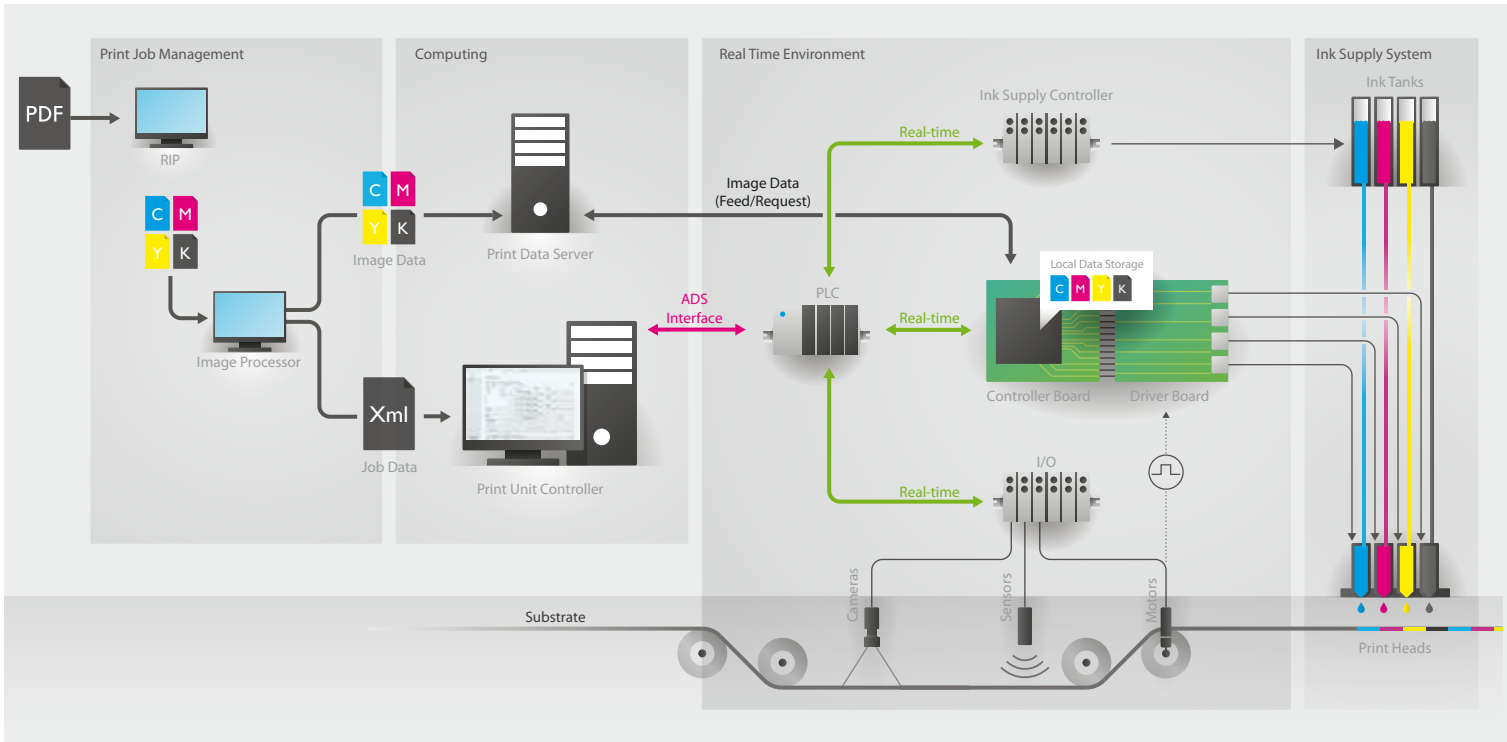 Print Job Management
Computing
Real Time Environment
Ink Supply System
PDF
RIP
C M
Y K
Image Processor
C M
Y K
Image Data
Xml
Job Data
Print Data Server
Print Unit Controller
Image Data
(Feed/Request)
ADS
Interface
PLC
Real-time
Real-time
Real-time
Ink Supply Controller
Local Data Storage
C M Y K
Controller Board
Driver Board
I/O
Cameras
Sensors
Motors
Ink Tanks
Substrate
Print Heads